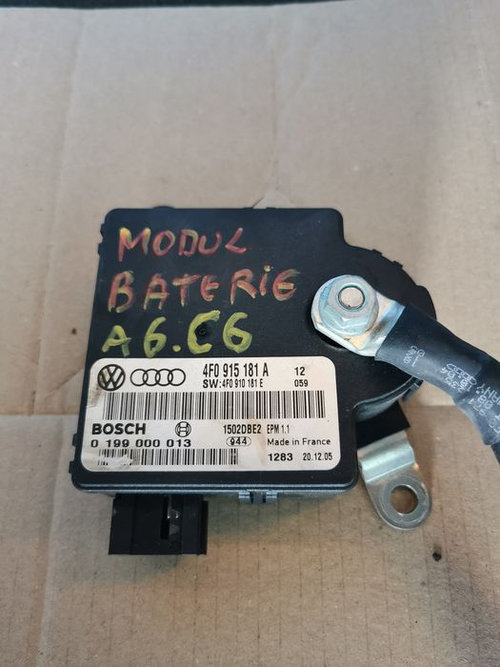 MODUL
BATERIE
A6.C6
4F0 915 181 A 12
SW:4F0 910 181 E 059
BOSCH 1502DBE2 EPM 1.1
0 199 000 013 944 Made in France
1283 20.12.05